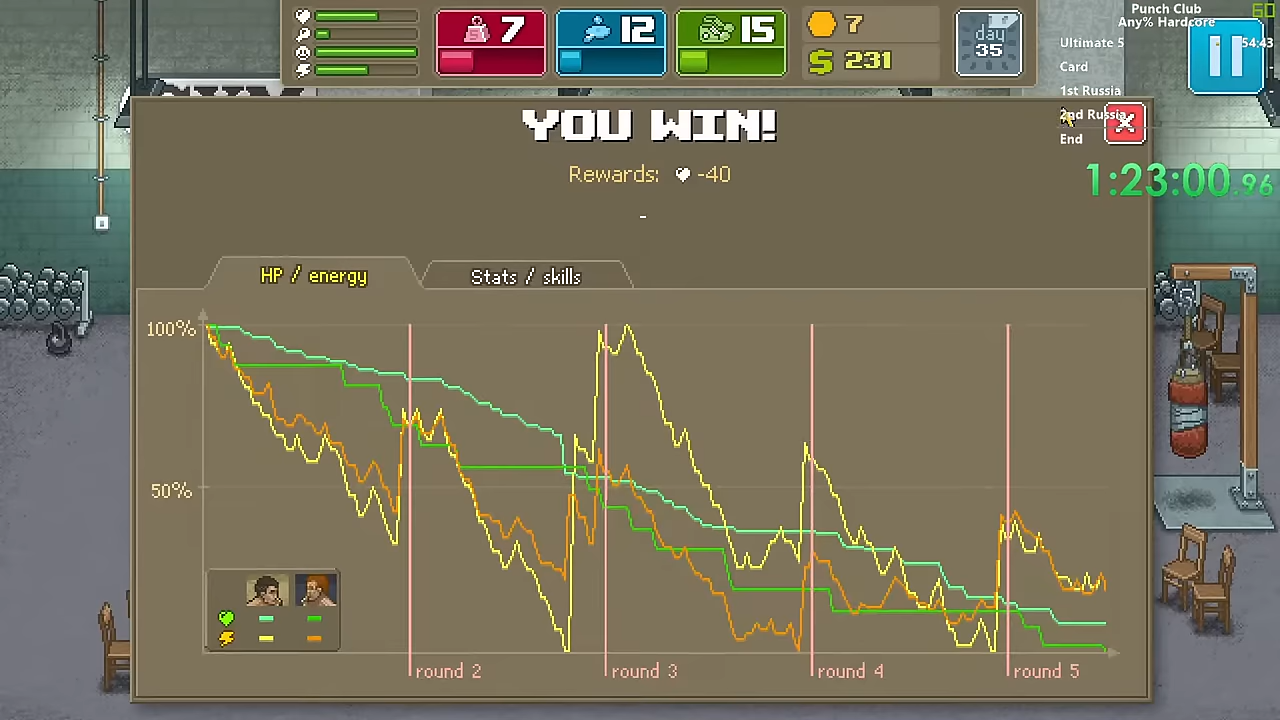 Punch Club
60
Any% Hardcore
7
12
15
7
day
35
231
Ultimate 5
54:43
Card
1st Russia
2nd Russia
End
1:23:00.96
YOU WIN!
Rewards: -40
-
HP / energy
Stats / skills
100%
50%
round 2
round 3
round 4
round 5